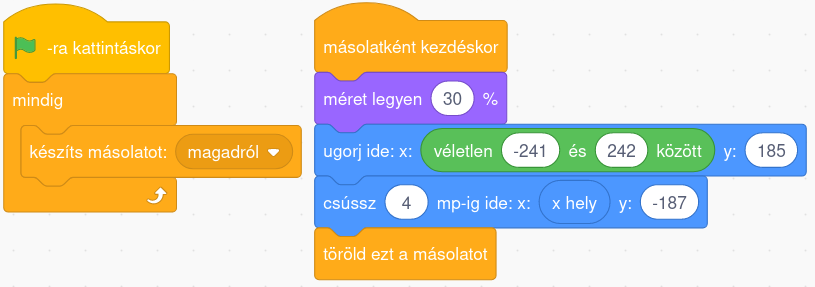 -ra kattintáskor
mindig
készíts másolatot: magadról
másolatként kezdéskor
méret legyen 30 %
ugorj ide: x: véletlen -241 és 242 között y: 185
csússz 4 mp-ig ide: x: x hely y: -187
töröld ezt a másolatot